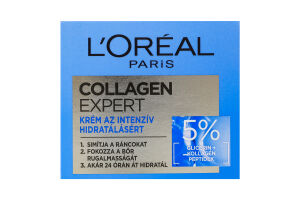 L'ORÉAL
PARIS
COLLAGEN
EXPERT
KRÉM AZ INTENZÍV
HIDRATÁLÁSÉRT
1. SIMÍTJA A RÁNCOKAT
2. FOKOZZA A BŐR
RUGALMASSÁGÁT
3. AKÁR 24 ÓRÁN ÁT HIDRATÁL
5%
GLICERIN +
KOLLAGÉN
PEPTIDEK